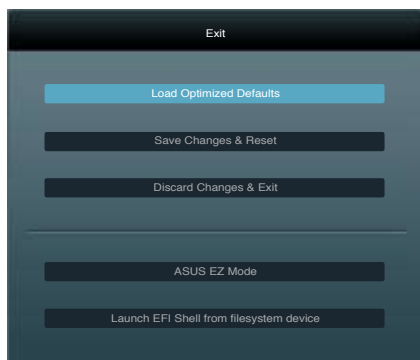 Exit
Load Optimized Defaults
Save Changes & Reset
Discard Changes & Exit
ASUS EZ Mode
Launch EFI Shell from filesystem device